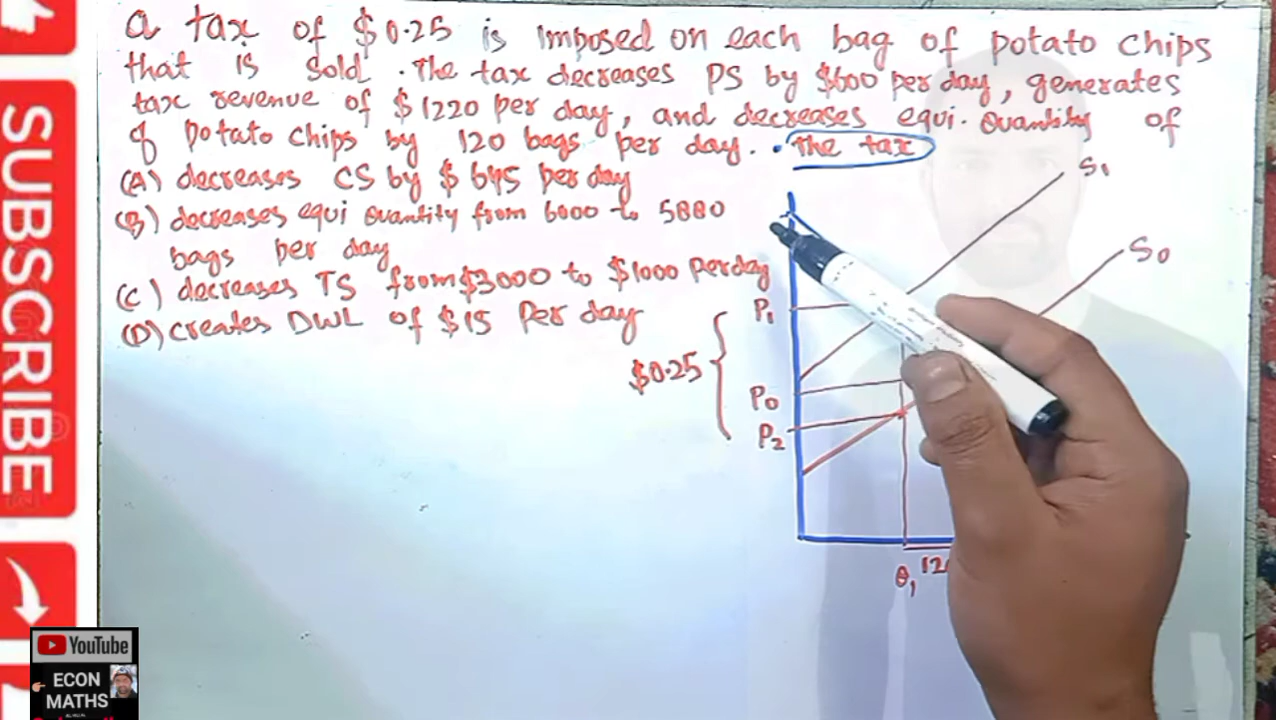 a tax of $0.25 is imposed on each bag of potato chips
that is sold. The tax decreases PS by $600 per day, generates
tax revenue of $1220 per day, and decreases equi. Quantity of
of potato chips by 120 bags per day. . The tax
(A) decreases CS by $645 per day
(B) decreases equi Quantity from 6000 to 5880
bags per day
(C) decreases TS from $3000 to $1000 per day
(D) creates DWL of $15 Per day
S1
S0
P1
$0.25
P0
P2
Q1
SUBSCRIBE
YouTube
ECON
MATHS